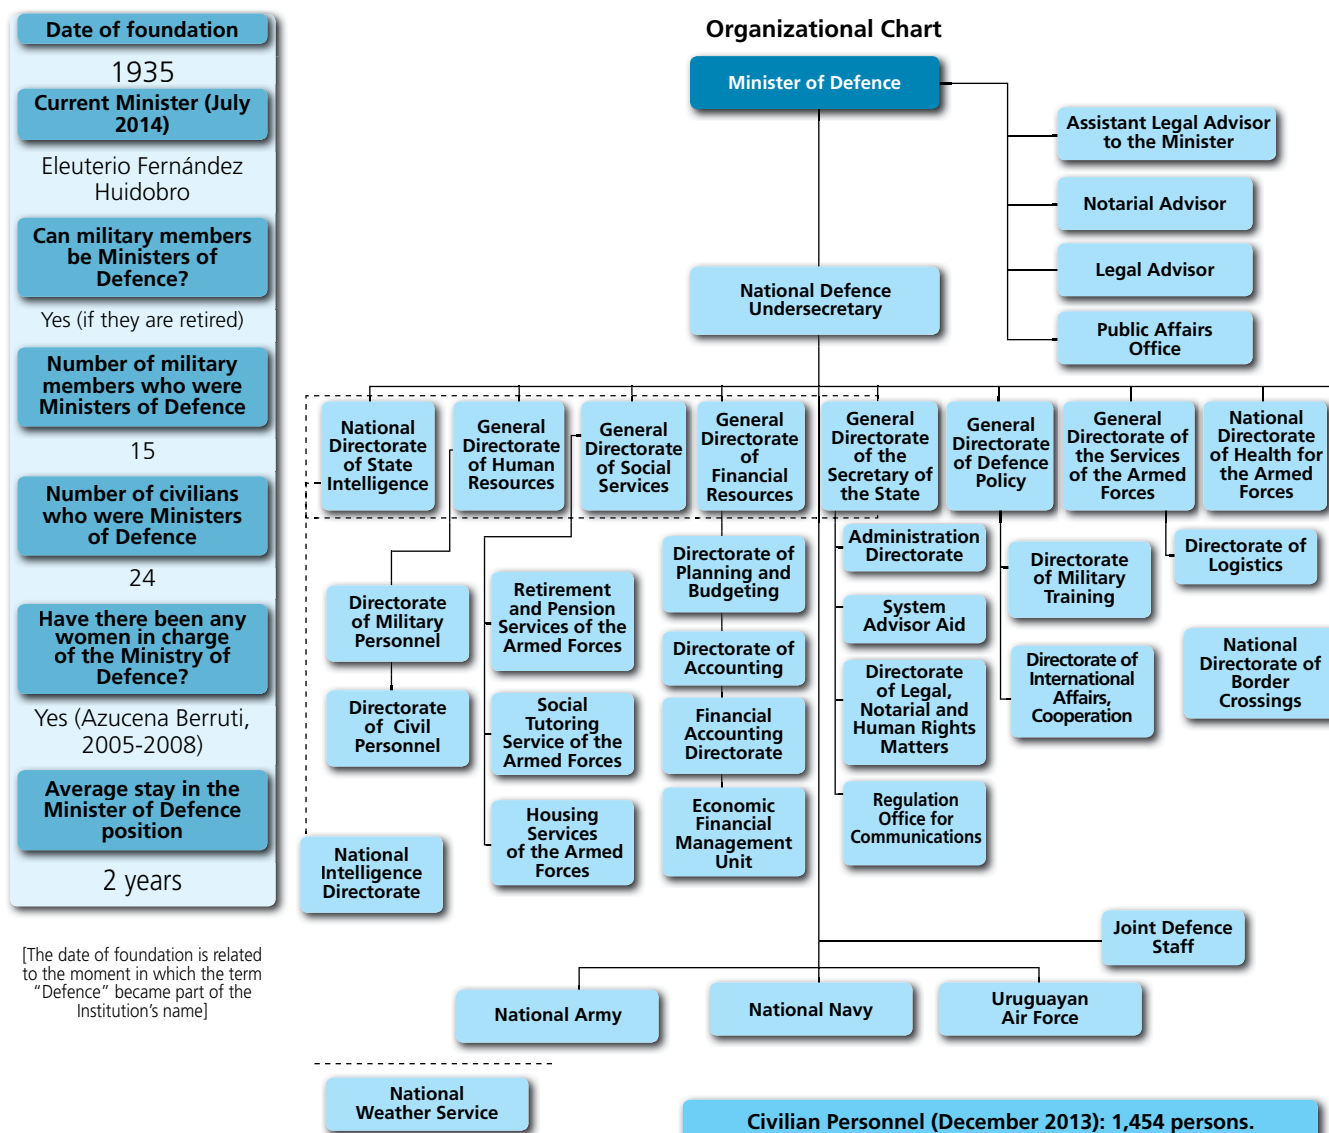 Date of foundation
1935
Current Minister (July
2014)
Eleuterio Fernández
Huidobro
Can military members
be Ministers of
Defence?
Yes (if they are retired)
Number of military
members who were
Ministers of Defence
15
Number of civilians
who were Ministers
of Defence
24
Have there been any
women in charge
of the Ministry of
Defence?
Yes (Azucena Berruti,
2005-2008)
Average stay in the
Minister of Defence
position
2 years
[The date of foundation is related
to the moment in which the term
“Defence” became part of the
Institution’s name]
Organizational Chart
Minister of Defence
Assistant Legal Advisor
to the Minister
Notarial Advisor
Legal Advisor
Public Affairs
Office
National Defence
Undersecretary
National
Directorate
of State
Intelligence
General
Directorate
of Human
Resources
General
Directorate
of Social
Services
General
Directorate
of
Financial
Resources
General
Directorate
of the
Secretary of
the State
General
Directorate
of Defence
Policy
General
Directorate of
the Services
of the Armed
Forces
National
Directorate
of Health for
the Armed
Forces
Directorate
of Military
Personnel
Directorate
of Civil
Personnel
National
Intelligence
Directorate
Retirement
and Pension
Services of the
Armed Forces
Social
Tutoring
Service of the
Armed Forces
Housing
Services
of the Armed
Forces
Directorate of
Planning and
Budgeting
Directorate of
Accounting
Financial
Accounting
Directorate
Economic
Financial
Management
Unit
Administration
Directorate
System
Advisor Aid
Directorate
of Legal,
Notarial and
Human Rights
Matters
Regulation
Office for
Communications
Directorate
of Military
Training
Directorate of
International
Affairs,
Cooperation
Directorate of
Logistics
National
Directorate of
Border
Crossings
Joint Defence
Staff
National Army
National Navy
Uruguayan
Air Force
National
Weather Service
Civilian Personnel (December 2013): 1,454 persons.